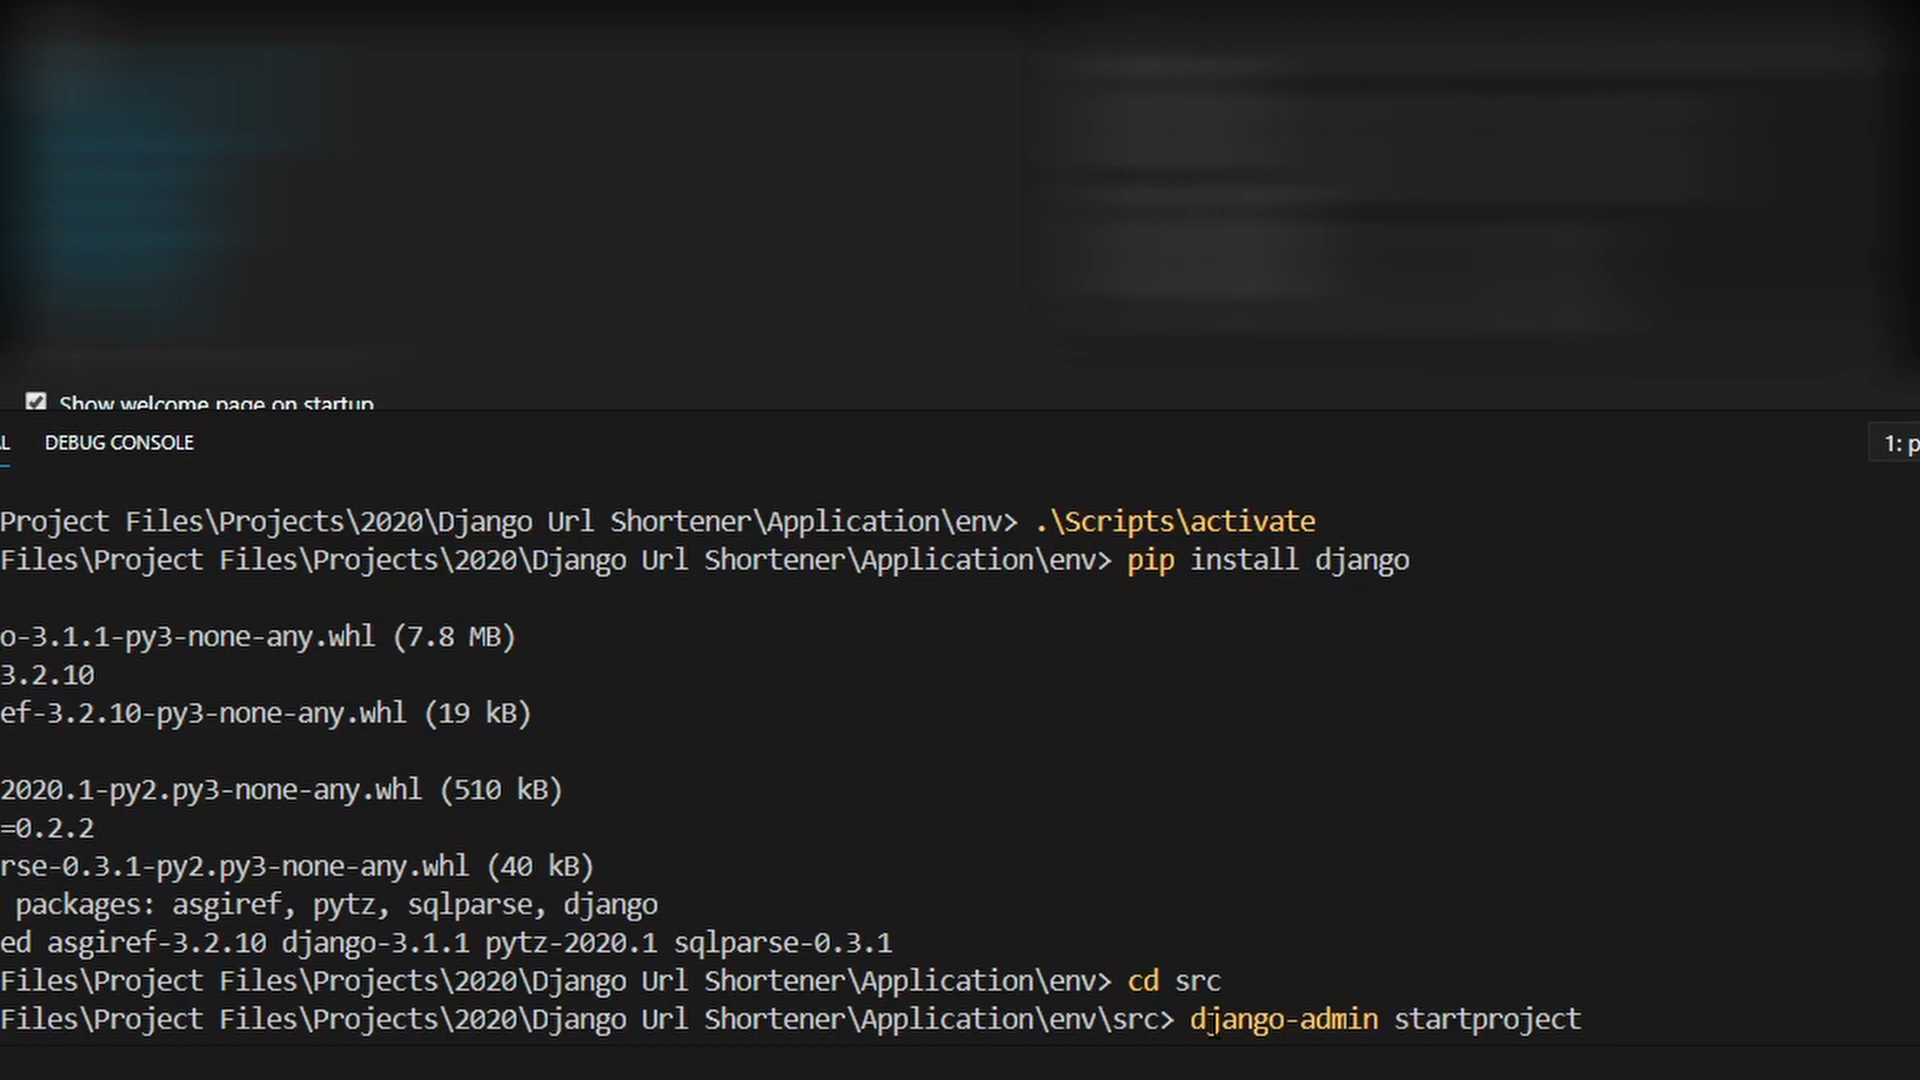 Show welcome page on startup
DEBUG CONSOLE
1: p
Project Files\Projects\2020\Django Url Shortener\Application\env> .\Scripts\activate
Files\Project Files\Projects\2020\Django Url Shortener\Application\env> pip install django
o-3.1.1-py3-none-any.whl (7.8 MB)
3.2.10
ef-3.2.10-py3-none-any.whl (19 kB)
2020.1-py2.py3-none-any.whl (510 kB)
=0.2.2
rse-0.3.1-py2.py3-none-any.whl (40 kB)
packages: asgiref, pytz, sqlparse, django
ed asgiref-3.2.10 django-3.1.1 pytz-2020.1 sqlparse-0.3.1
Files\Project Files\Projects\2020\Django Url Shortener\Application\env> cd src
Files\Project Files\Projects\2020\Django Url Shortener\Application\env\src> django-admin startproject